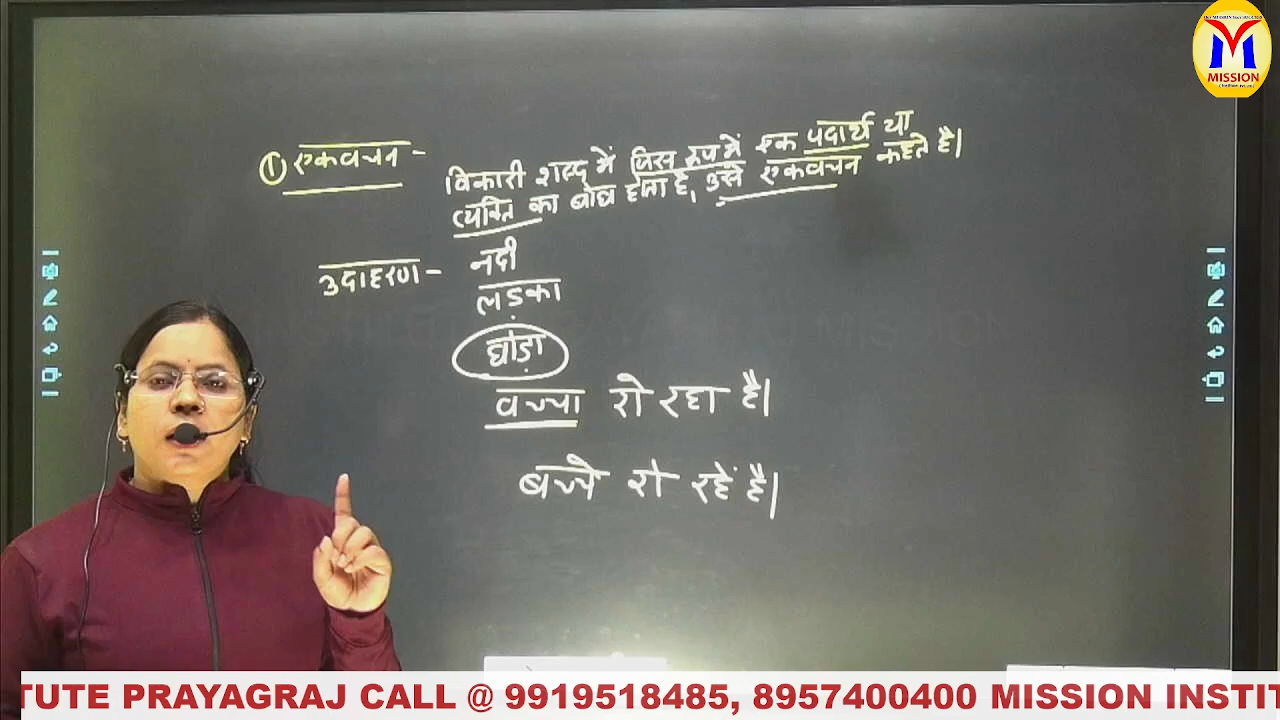 ① एकवचन -
विकारी शब्द में जिस रूप में एक पदार्थ या
व्यक्ति का बोध होता है, उसे एकवचन कहते है।
उदाहरण - नदी
लड़का
घोड़ा
वच्चा रो रहा है।
बच्चे रो रहें है।
MISSION
TUTE PRAYAGRAJ CALL @ 9919518485, 8957400400 MISSION INSTIT